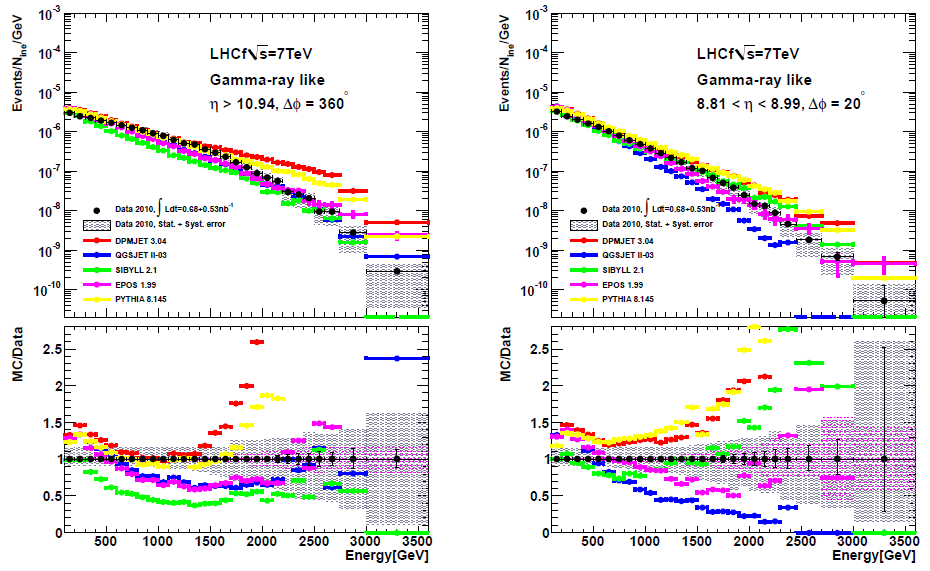 Events/N_ine/GeV
10^-3
10^-4
10^-5
10^-6
10^-7
10^-8
10^-9
10^-10
LHCf√s=7TeV
Gamma-ray like
η > 10.94, Δϕ = 360°
Data 2010, ∫ Ldt=0.68+0.53nb^-1
Data 2010, Stat. + Syst. error
DPMJET 3.04
QGSJET II-03
SIBYLL 2.1
EPOS 1.99
PYTHIA 8.145
MC/Data
2.5
2
1.5
1
0.5
0
500 1000 1500 2000 2500 3000 3500
Energy[GeV]
Events/N_ine/GeV
10^-3
10^-4
10^-5
10^-6
10^-7
10^-8
10^-9
10^-10
LHCf√s=7TeV
Gamma-ray like
8.81 < η < 8.99, Δϕ = 20°
Data 2010, ∫ Ldt=0.68+0.53nb
Data 2010, Stat. + Syst. error
DPMJET 3.04
QGSJET II-03
SIBYLL 2.1
EPOS 1.99
PYTHIA 8.145
MC/Data
2.5
2
1.5
1
0.5
0
500 1000 1500 2000 2500 3000 3500
Energy[GeV]